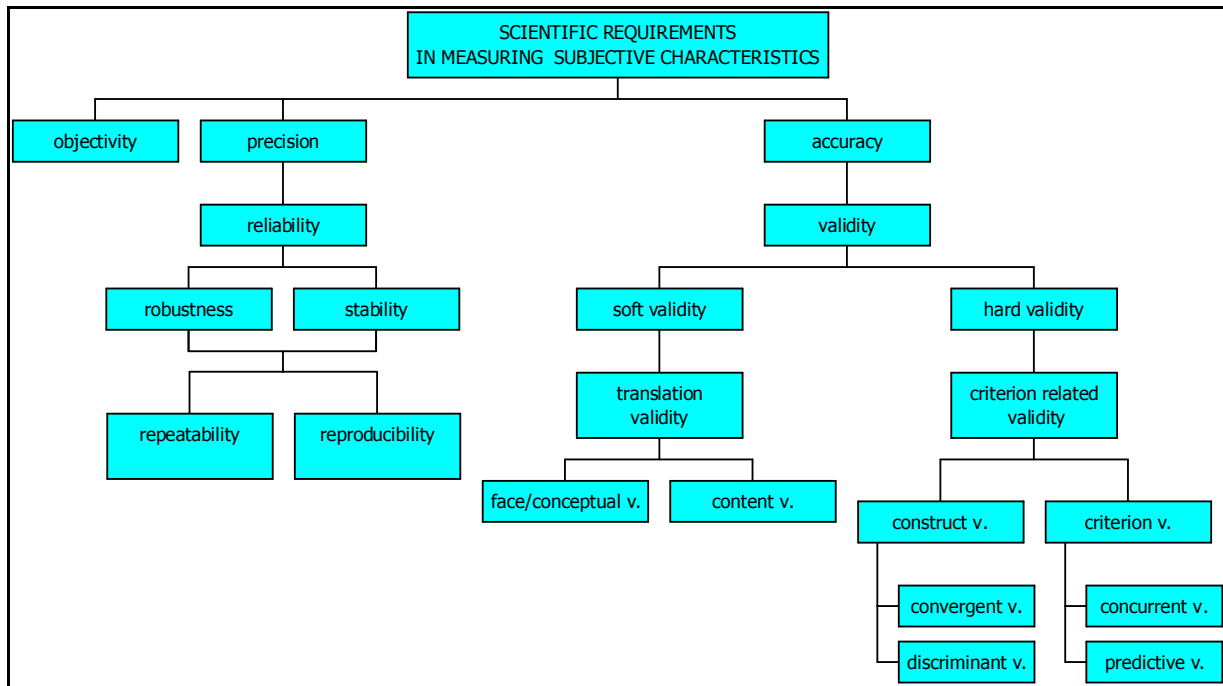 SCIENTIFIC REQUIREMENTS
IN MEASURING SUBJECTIVE CHARACTERISTICS
objectivity
precision
accuracy
reliability
validity
robustness
stability
soft validity
hard validity
translation
validity
criterion related
validity
repeatability
reproducibility
face/conceptual v.
content v.
construct v.
criterion v.
convergent v.
concurrent v.
discriminant v.
predictive v.